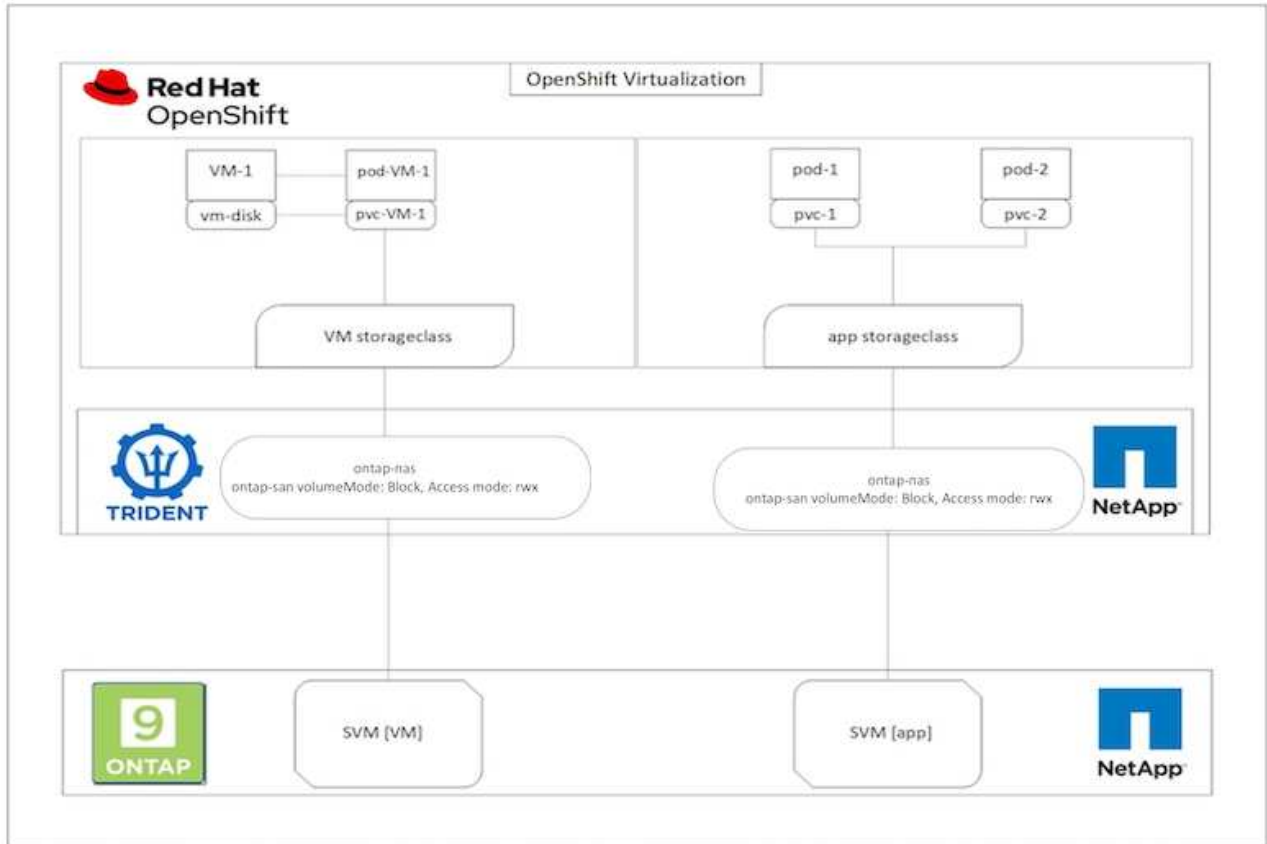 OpenShift Virtualization
Red Hat
OpenShift
VM-1
pod-VM-1
vm-disk
pvc-VM-1
pod-1
pod-2
pvc-1
pvc-2
VM storageclass
app storageclass
TRIDENT
ontap-nas
ontap-san volumeMode: Block, Access mode: rwx
ontap-nas
ontap-san volumeMode: Block, Access mode: rwx
NetApp
9
ONTAP
SVM [VM]
SVM [app]
NetApp